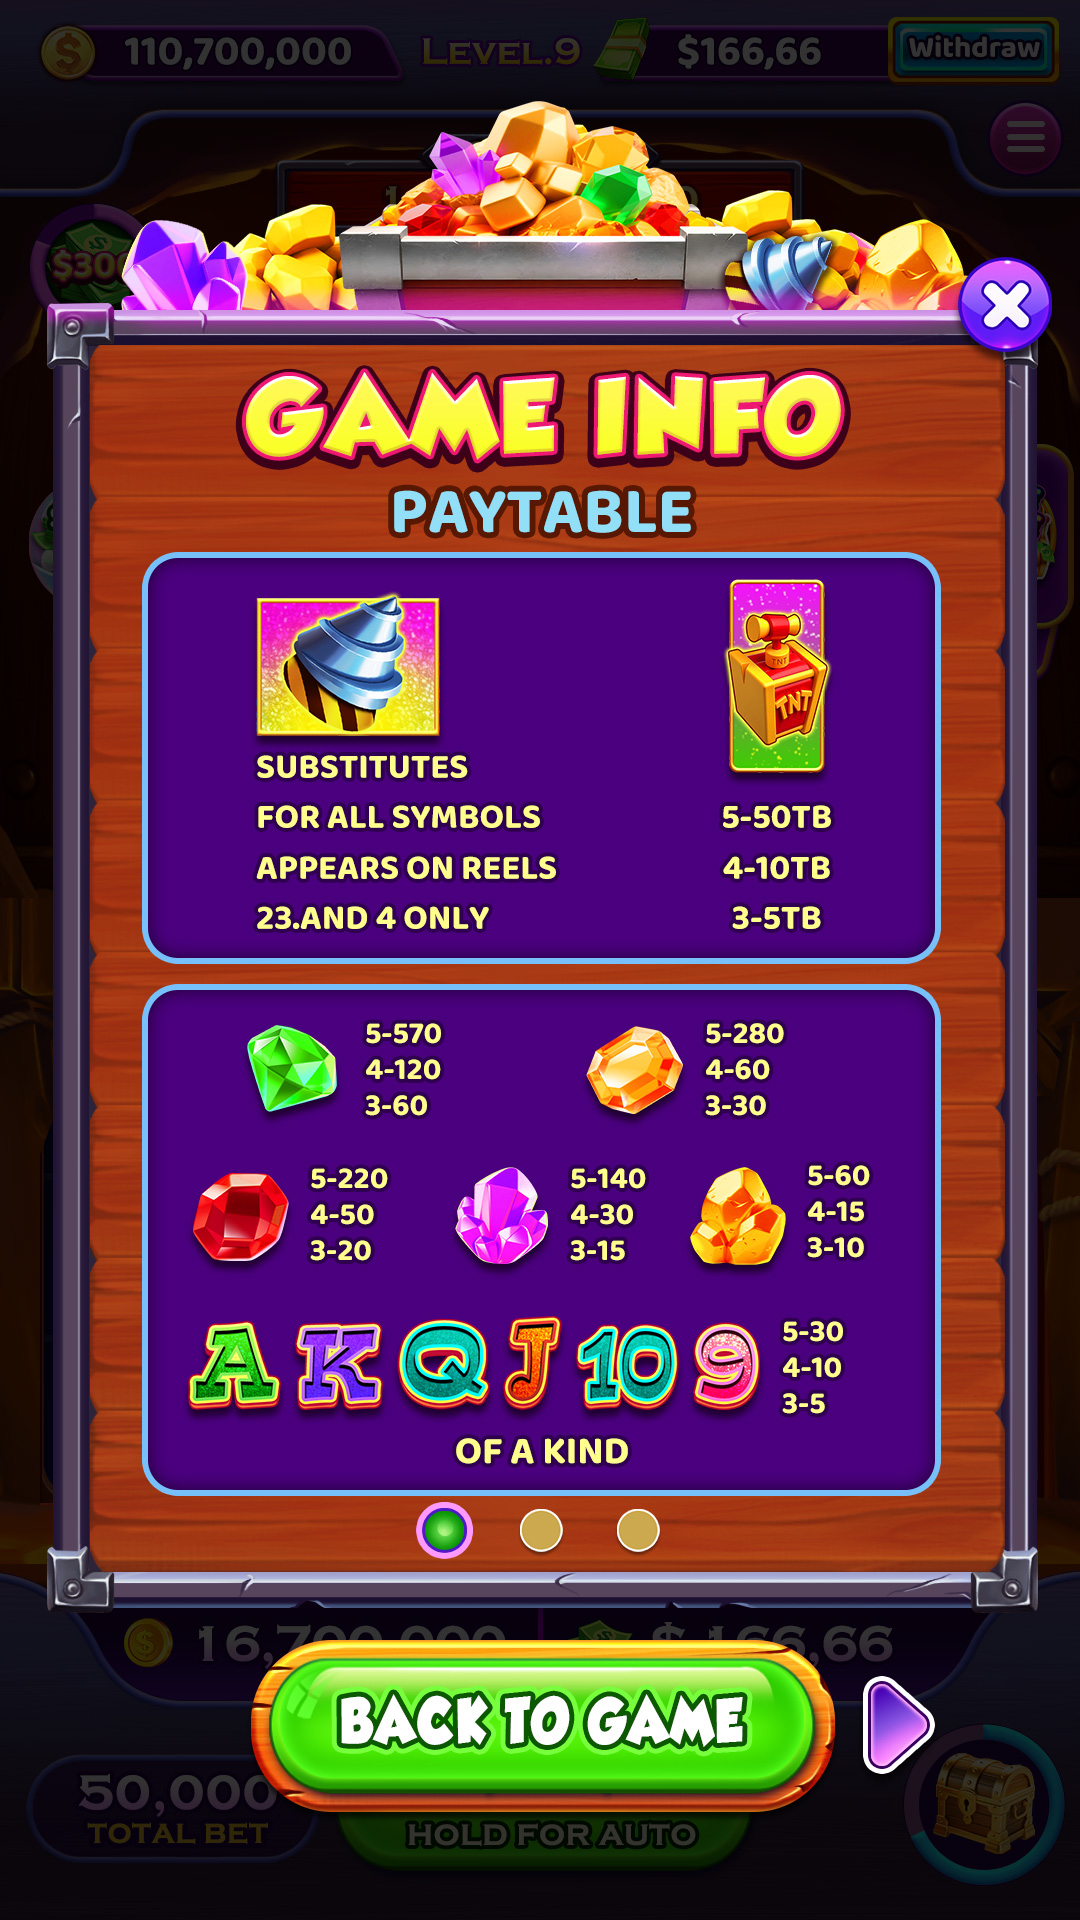 110,700,000 LEVEL.9 $166,66 Withdraw
GAME INFO
PAYTABLE
TNT
TNT
SUBSTITUTES
FOR ALL SYMBOLS 5-50TB
APPEARS ON REELS 4-10TB
23.AND 4 ONLY 3-5TB
5-570 5-280
4-120 4-60
3-60 3-30
5-220 5-140 5-60
4-50 4-30 4-15
3-20 3-15 3-10
A K Q J 10 9 5-30
4-10
3-5
OF A KIND
BACK TO GAME
50,000
TOTAL BET
HOLD FOR AUTO